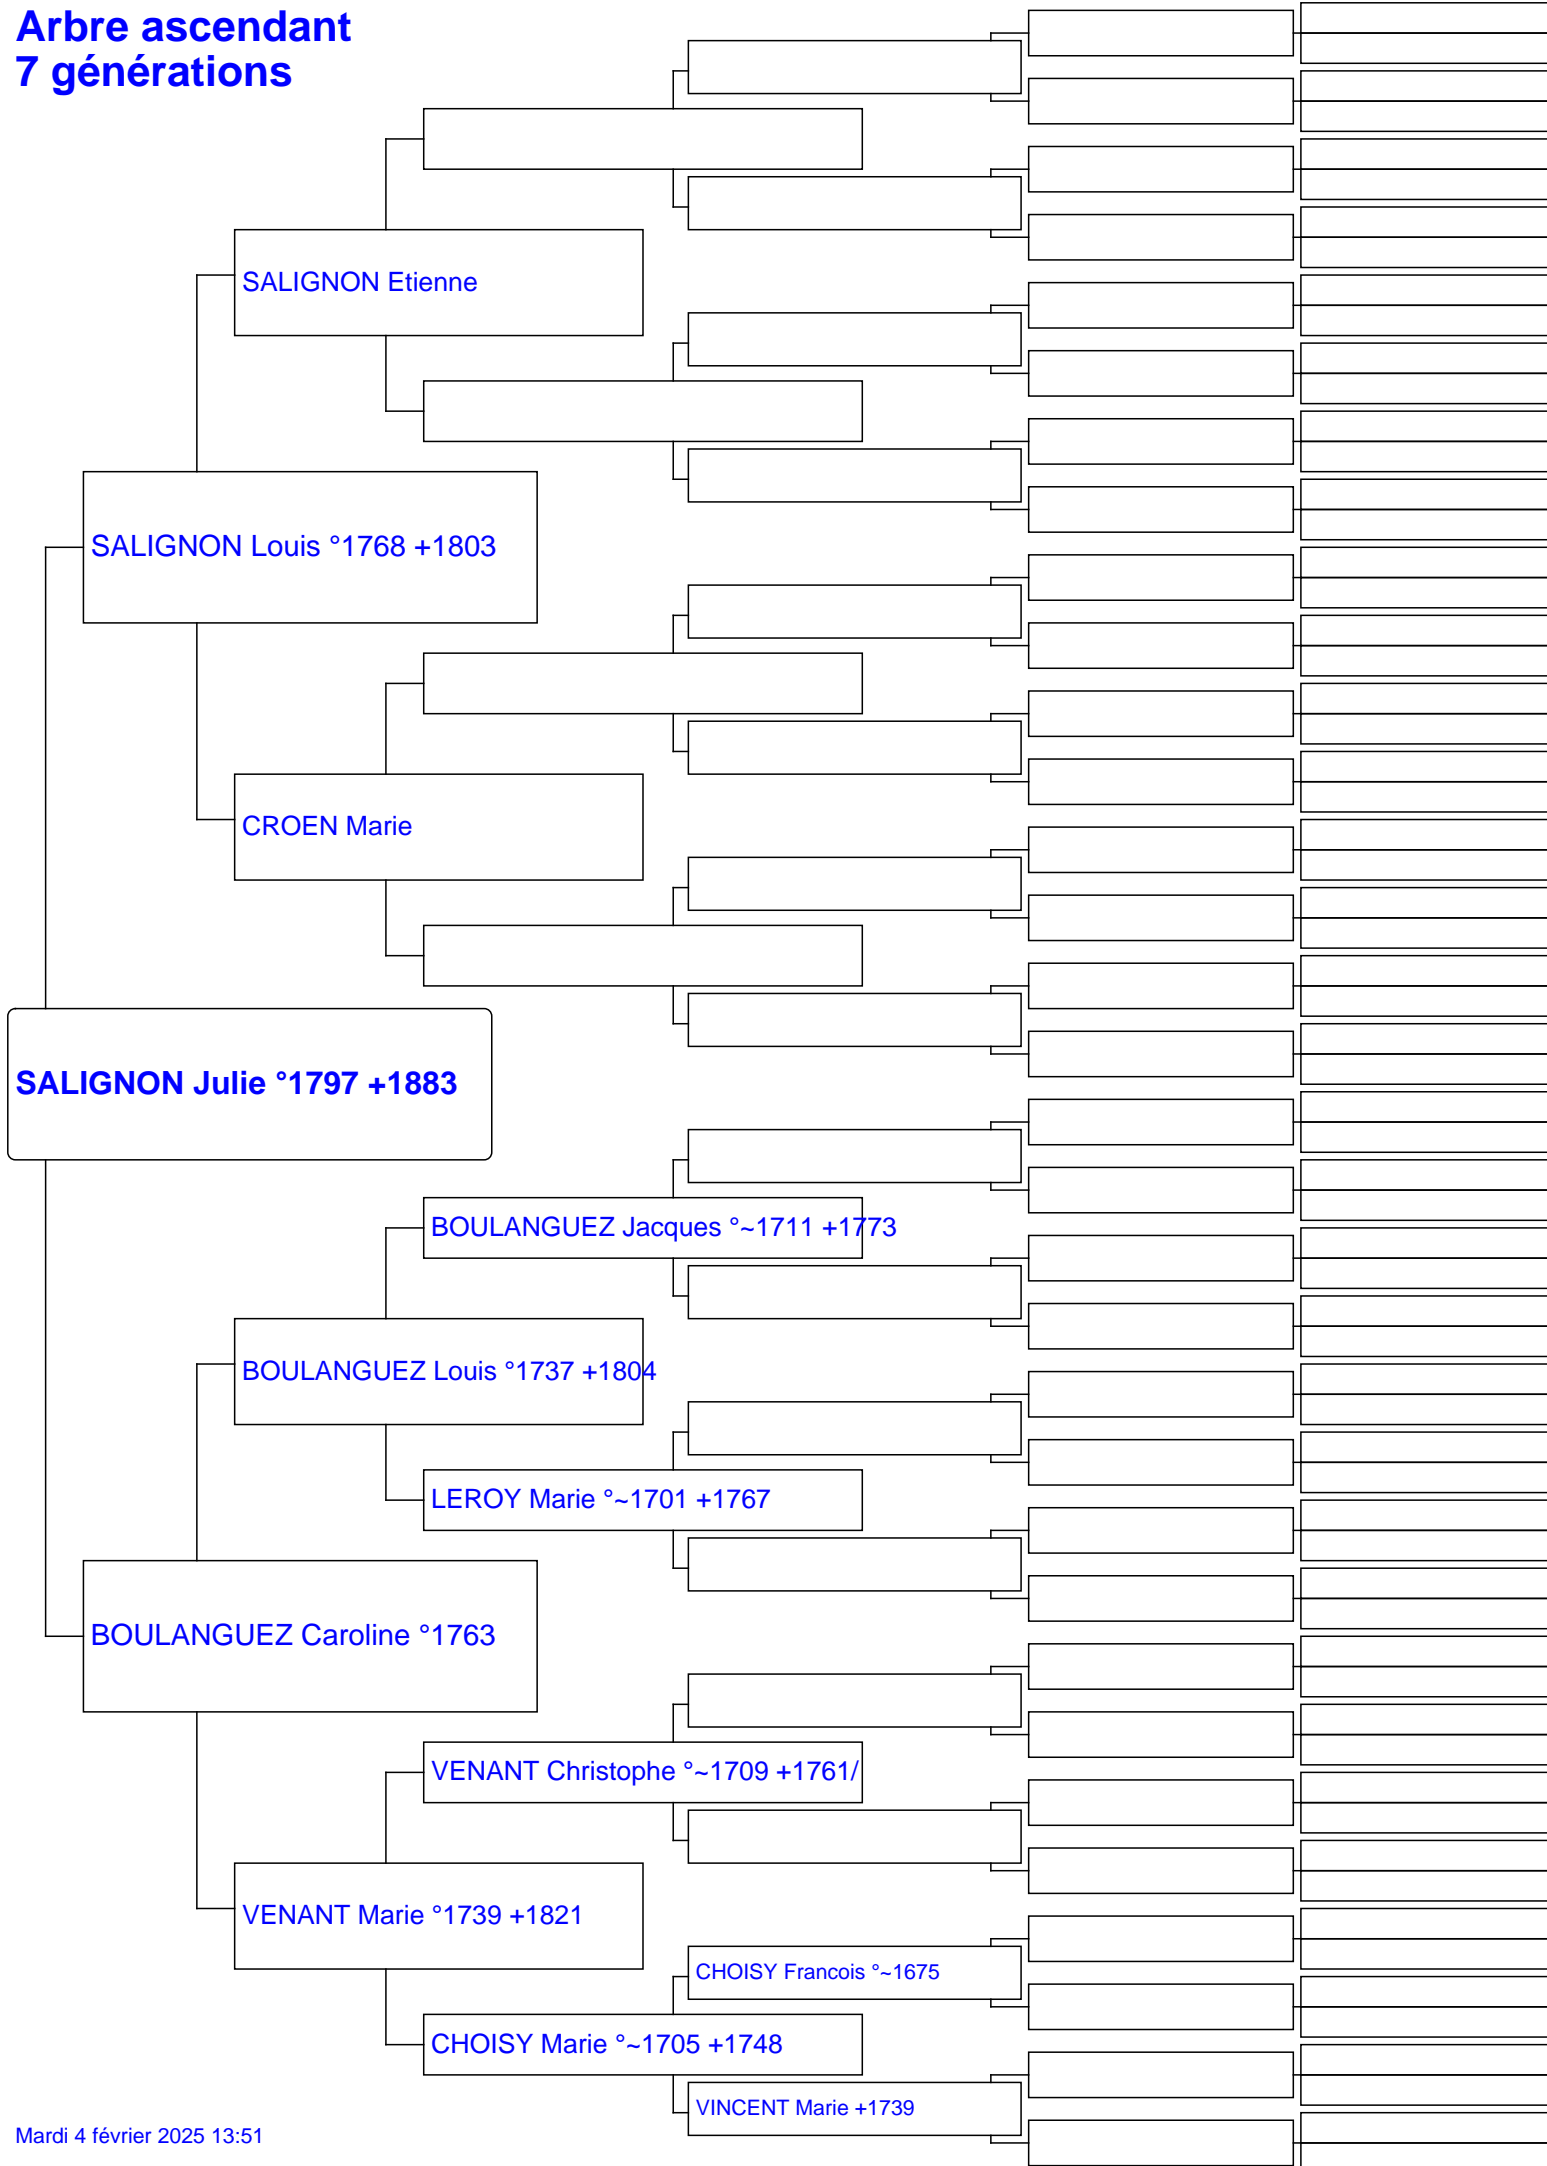 Arbre ascendant
7 générations
SALIGNON Etienne
SALIGNON Louis °1768 +1803
CROEN Marie
SALIGNON Julie °1797 +1883
BOULANGUEZ Jacques °~1711 +1773
BOULANGUEZ Louis °1737 +1804
LEROY Marie °~1701 +1767
BOULANGUEZ Caroline °1763
VENANT Christophe °~1709 +1761/
VENANT Marie °1739 +1821
CHOISY Francois °~1675
CHOISY Marie °~1705 +1748
VINCENT Marie +1739
Mardi 4 février 2025 13:51